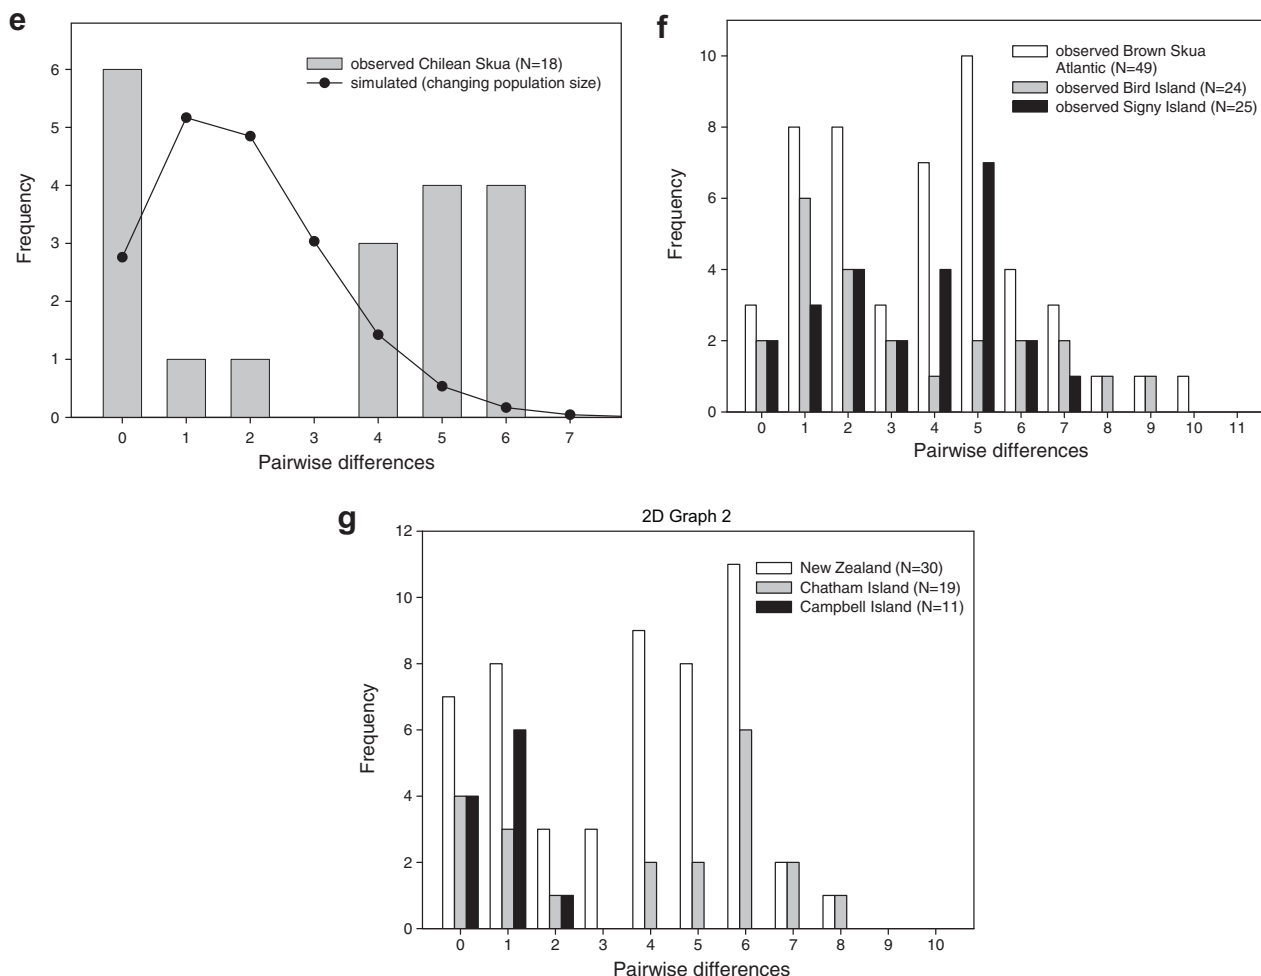 e
observed Chilean Skua (N=18)
simulated (changing population size)
Frequency
6
5
4
3
2
1
0
0 1 2 3 4 5 6 7
Pairwise differences
f
observed Brown Skua
Atlantic (N=49)
observed Bird Island (N=24)
observed Signy Island (N=25)
Frequency
10
8
6
4
2
0
0 1 2 3 4 5 6 7 8 9 10 11
Pairwise differences
g
2D Graph 2
New Zealand (N=30)
Chatham Island (N=19)
Campbell Island (N=11)
Frequency
12
10
8
6
4
2
0
0 1 2 3 4 5 6 7 8 9 10
Pairwise differences